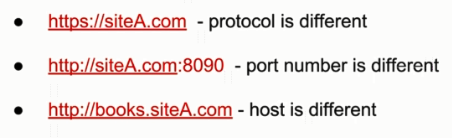 ● https://siteA.com - protocol is different
● http://siteA.com:8090 - port number is different
● http://books.siteA.com - host is different